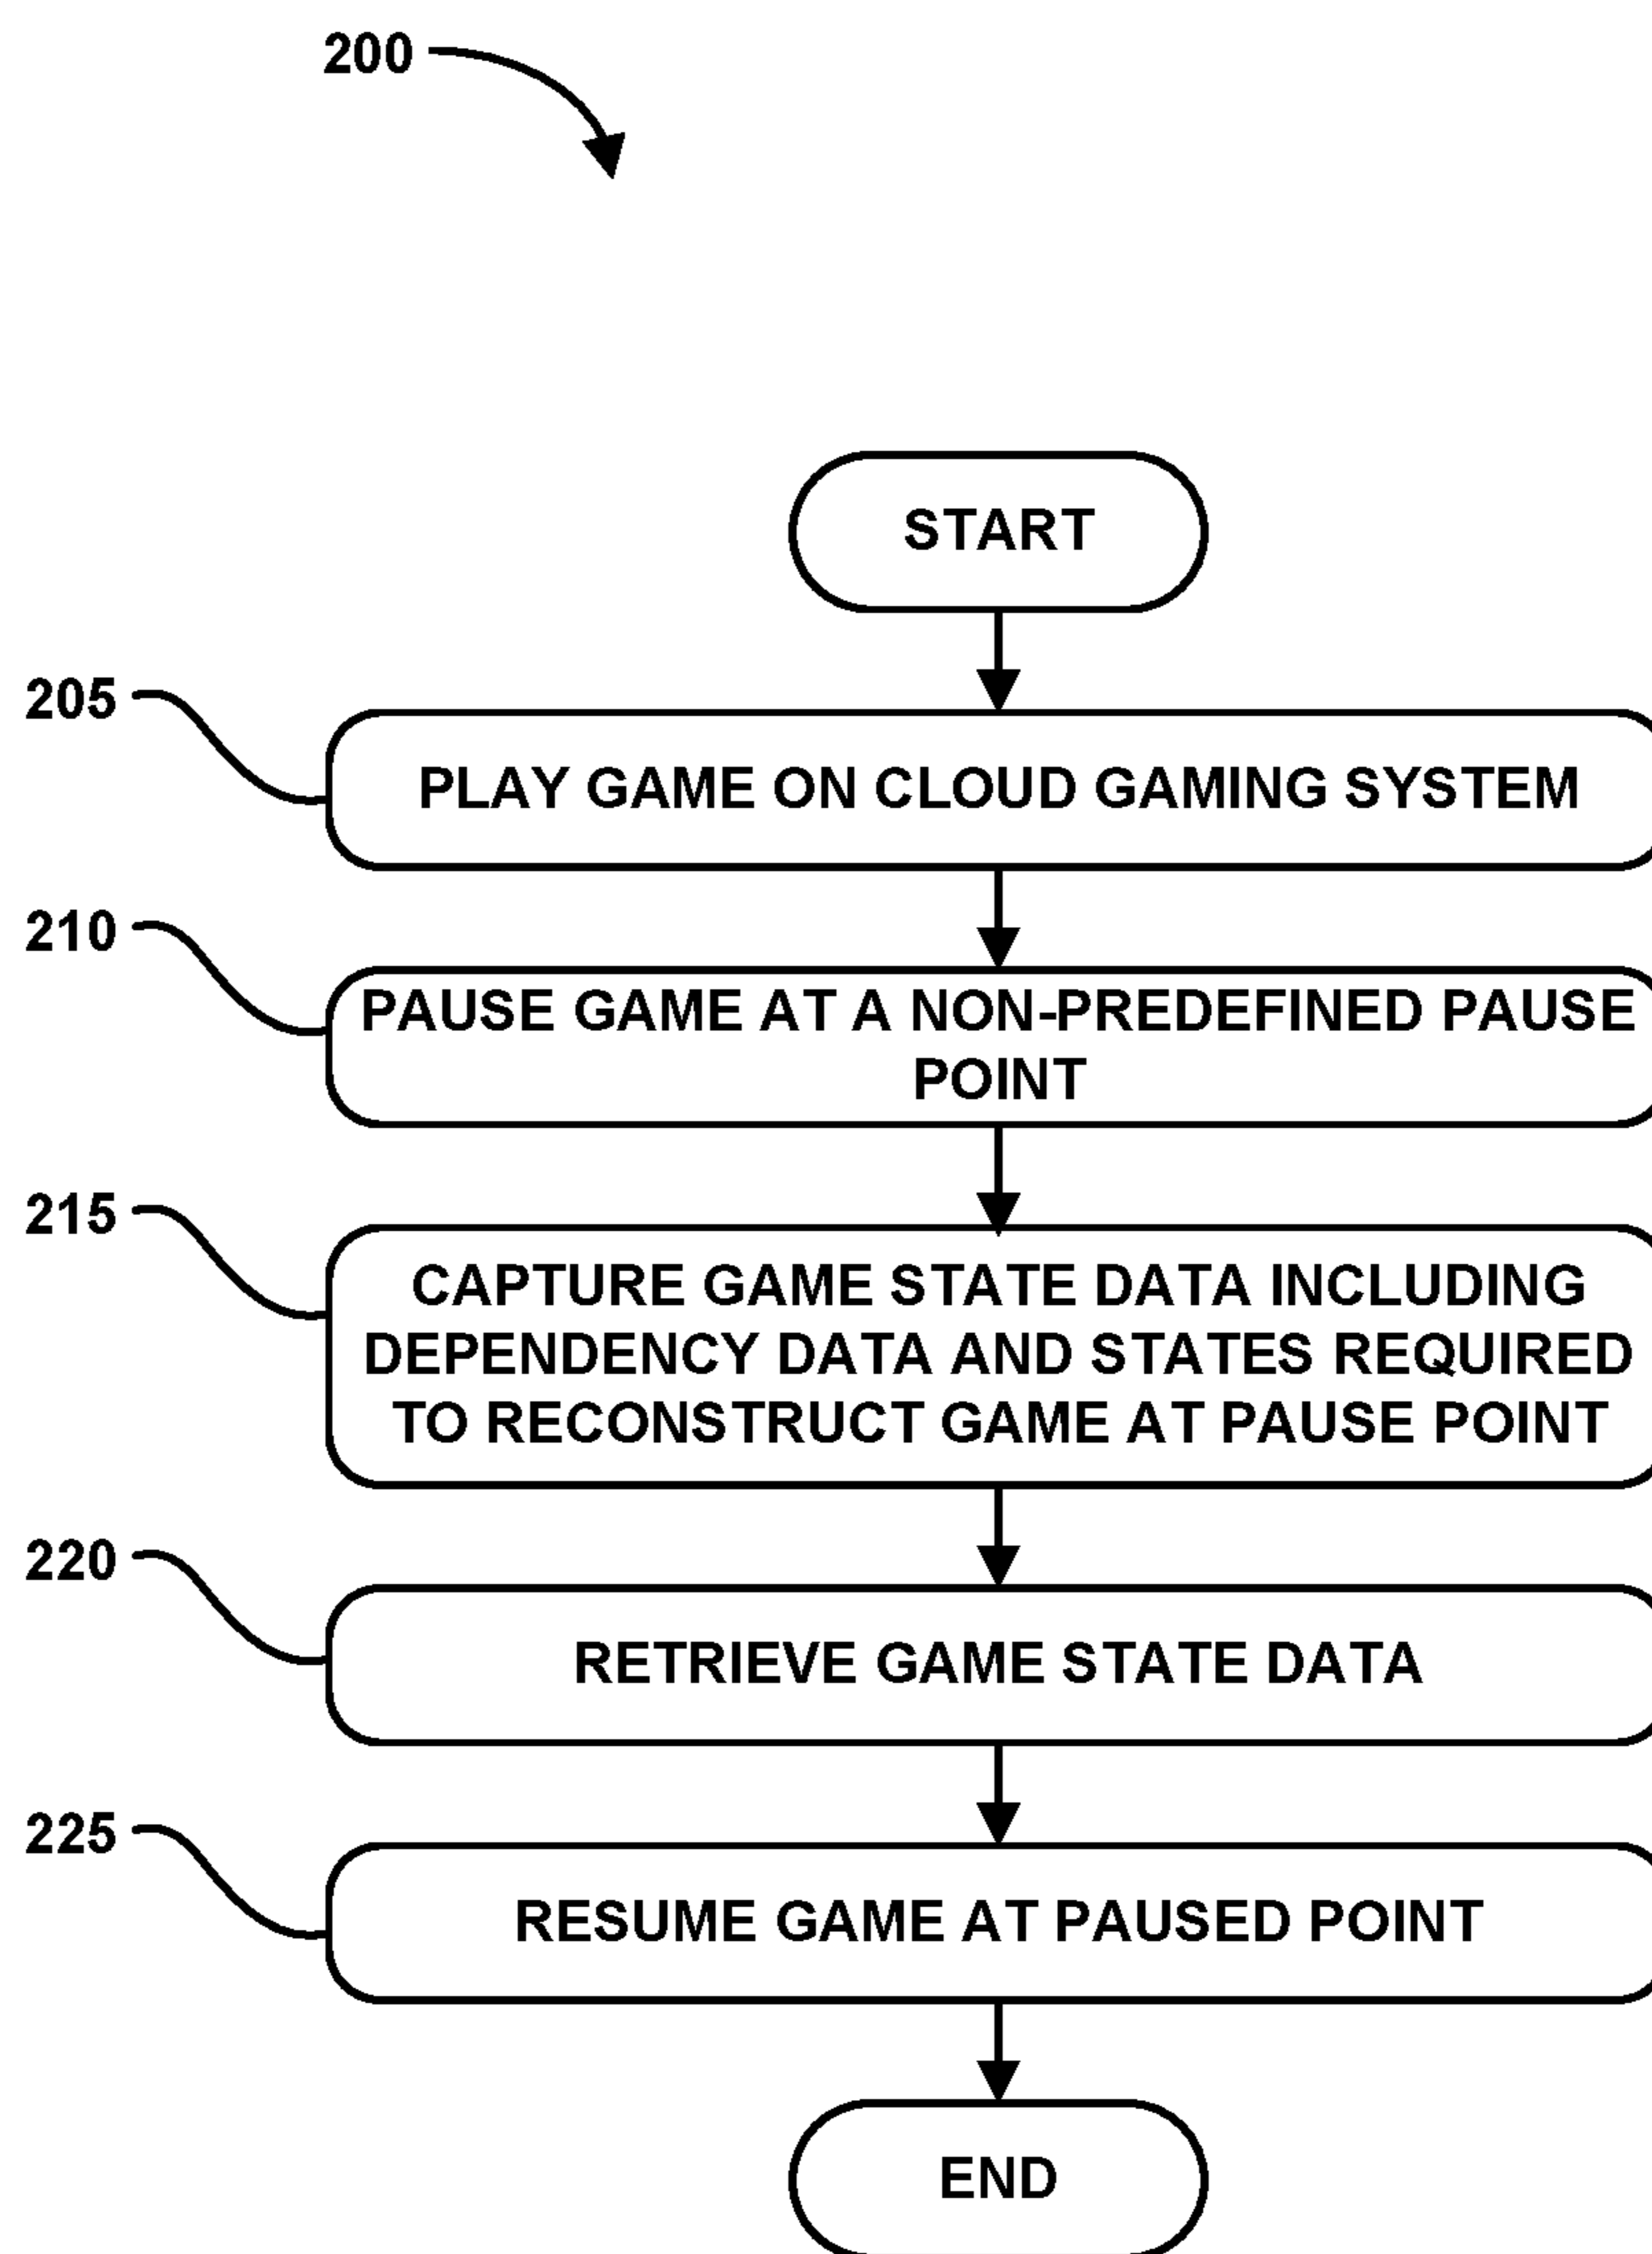 200
START
205
PLAY GAME ON CLOUD GAMING SYSTEM
210
PAUSE GAME AT A NON-PREDEFINED PAUSE
POINT
215
CAPTURE GAME STATE DATA INCLUDING
DEPENDENCY DATA AND STATES REQUIRED
TO RECONSTRUCT GAME AT PAUSE POINT
220
RETRIEVE GAME STATE DATA
225
RESUME GAME AT PAUSED POINT
END